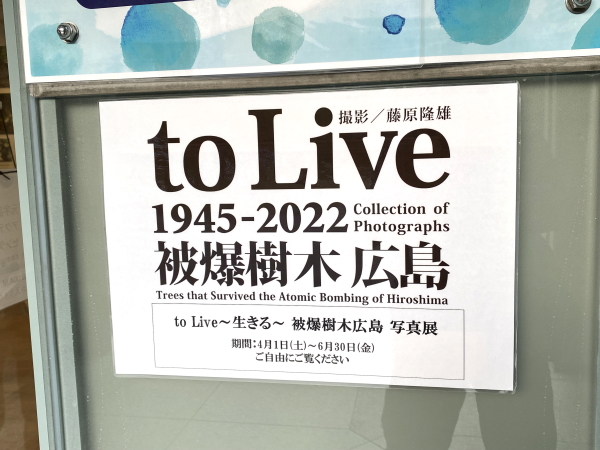 撮影／藤原隆雄
to Live
1945-2022 Collection of Photographs
被爆樹木 広島
Trees that Survived the Atomic Bombing of Hiroshima
to Live〜生きる〜 被爆樹木広島 写真展
期間：4月1日(土)〜6月30日(金)
ご自由にご覧ください